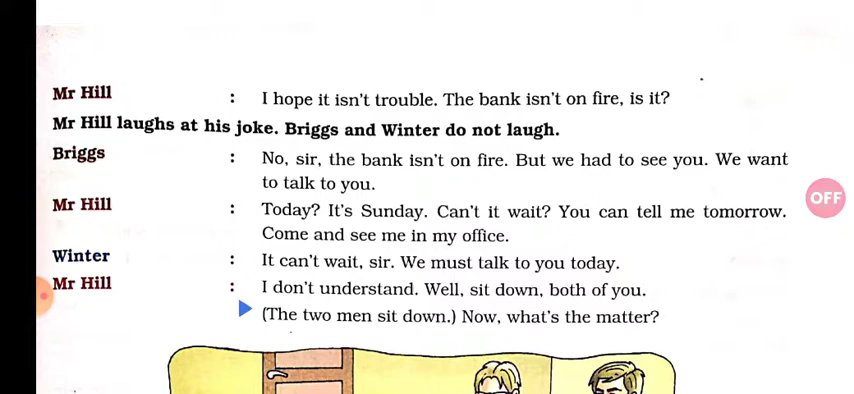 Mr Hill : I hope it isn't trouble. The bank isn't on fire, is it?
Mr Hill laughs at his joke. Briggs and Winter do not laugh.
Briggs : No, sir, the bank isn't on fire. But we had to see you. We want
to talk to you.
Mr Hill : Today? It's Sunday. Can't it wait? You can tell me tomorrow.
Come and see me in my office.
Winter : It can't wait, sir. We must talk to you today.
Mr Hill : I don't understand. Well, sit down, both of you.
(The two men sit down.) Now, what's the matter?
OFF